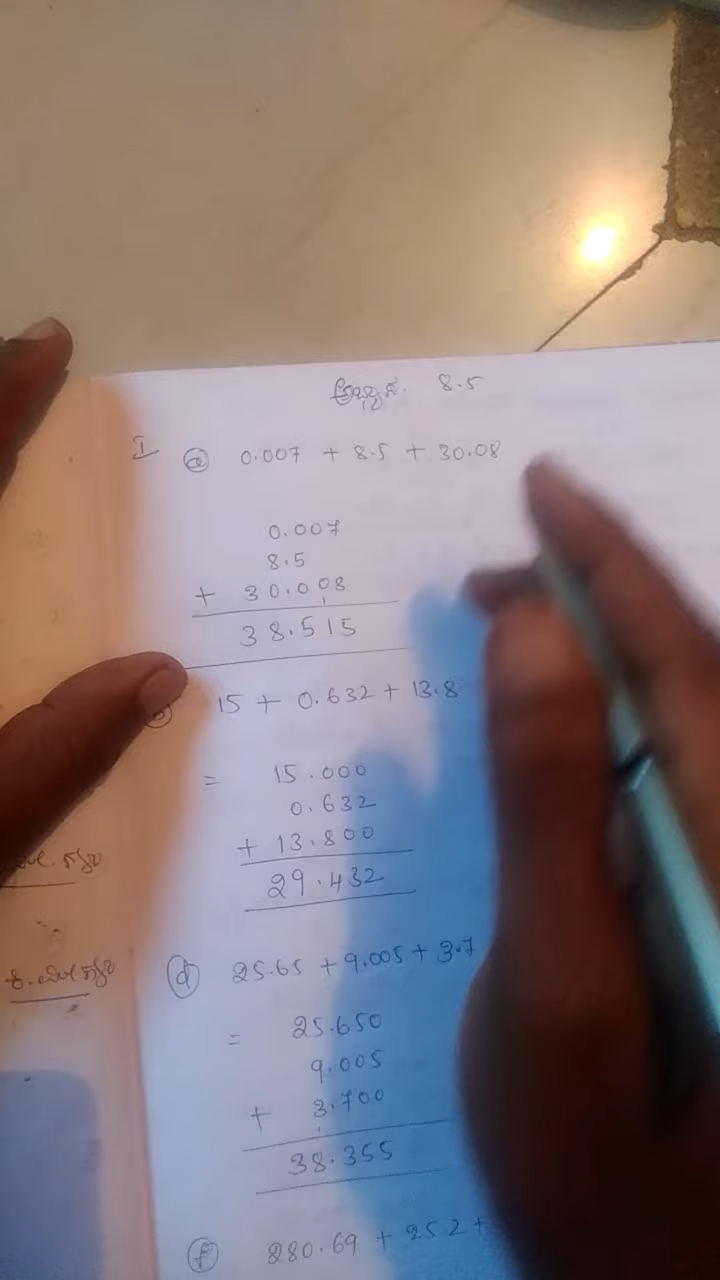 ಅಭ್ಯಾಸ. 8.5
I (a) 0.007 + 8.5 + 30.08
0.007
8.5
+ 30.008
1
38.515
15 + 0.632 + 13.8
= 15.000
0.632
+ 13.800
29.432
(d) 25.65 + 9.005 + 3.7
= 25.650
9.005
+ 3.700
38.355
(f) 280.69 + 25.2 +